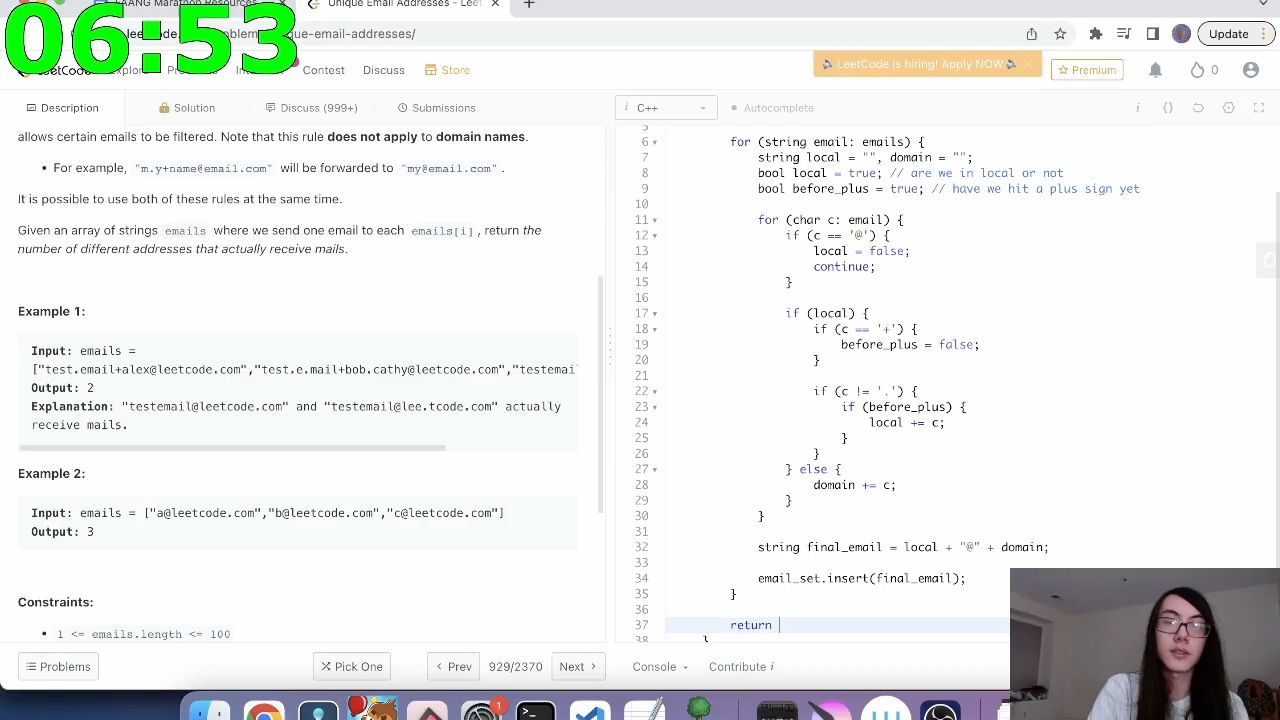 06:53
LAANG Marathon Resources
Unique Email Addresses - Leet
que-email-addresses/
Update
LeetCode is hiring! Apply NOW.
Contest
Discuss
Store
Premium
0
Description
Solution
Discuss (999+)
Submissions
i C++
Autocomplete
allows certain emails to be filtered. Note that this rule does not apply to domain names.
• For example, "m.y+name@email.com" will be forwarded to "my@email.com".
It is possible to use both of these rules at the same time.
Given an array of strings emails where we send one email to each emails[i], return the
number of different addresses that actually receive mails.
Example 1:
Input: emails =
["test.email+alex@leetcode.com","test.e.mail+bob.cathy@leetcode.com","testemai
Output: 2
Explanation: "testemail@leetcode.com" and "testemail@lee.tcode.com" actually
receive mails.
Example 2:
Input: emails = ["a@leetcode.com","b@leetcode.com","c@leetcode.com"]
Output: 3
Constraints:
• 1 <= emails.length <= 100
5
6 for (string email: emails) {
7 string local = "", domain = "";
8 bool local = true; // are we in local or not
9 bool before_plus = true; // have we hit a plus sign yet
10
11 for (char c: email) {
12 if (c == '@') {
13 local = false;
14 continue;
15 }
16
17 if (local) {
18 if (c == '+') {
19 before_plus = false;
20 }
21
22 if (c != '.') {
23 if (before_plus) {
24 local += c;
25 }
26 }
27 } else {
28 domain += c;
29 }
30 }
31
32 string final_email = local + "@" + domain;
33
34 email_set.insert(final_email);
35 }
36
37 return
38 }
Problems
Pick One
Prev
929/2370
Next
Console
Contribute i
1